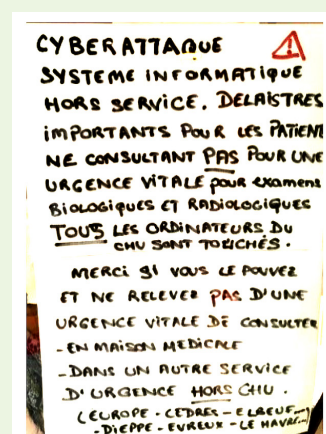 CYBERATTAQUE
SYSTEME INFORMATIQUE
HORS SERVICE. DELAIS TRES
IMPORTANTS POUR LES PATIENT
NE CONSULTANT PAS POUR UNE
URGENCE VITALE pour examens
Biologiques ET RADIOLOGIQUES
TOUS LES ORDINATEURS DU
CHU SONT TOUCHÉS.
MERCI SI VOUS LE POUVEZ
ET NE RELEVEZ PAS D'UNE
URGENCE VITALE DE CONSULTER
- EN MAISON MEDICALE
- DANS UN AUTRE SERVICE
D'URGENCE HORS CHU.
(EUROPE - CEDRES - ELBEUF...)
- DIEPPE - EVREUX - LE HAVRE...)